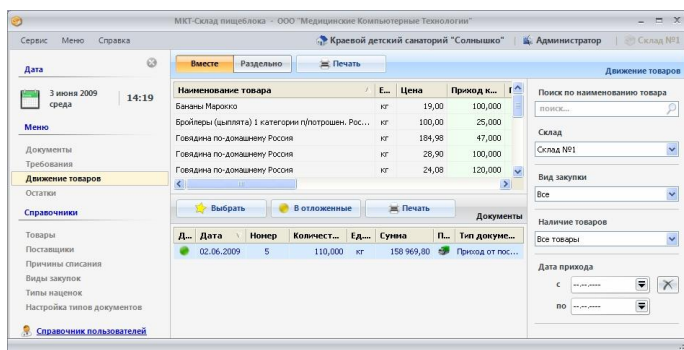 МКТ-Склад пищеблока - ООО "Медицинские Компьютерные Технологии"
Сервис Меню Справка
Краевой детский санаторий "Солнышко" Администратор Склад №1
Дата
3 июня 2009
среда
14:19
Меню
Документы
Требования
Движение товаров
Остатки
Справочники
Товары
Поставщики
Причины списания
Виды закупок
Типы наценок
Настройка типов документов
Справочник пользователей
Вместе Раздельно Печать
Движение товаров
Наименование товара Е... Цена Приход к...
Бананы Марокко кг 19,00 100,000
Бройлеры (цыплята) 1 категории п/потрошен. Рос... кг 100,00 25,000
Говядина по-домашнему Россия кг 184,98 47,000
Говядина по-домашнему Россия кг 28,90 100,000
Говядина по-домашнему Россия кг 24,08 120,000
Выбрать В отложенные Печать
Документы
Д... Дата Номер Количест... Ед.... Сумма П... Тип докуме...
02.06.2009 5 110,000 кг 158 969,80 Приход от пос...
Поиск по наименованию товара
поиск...
Склад
Склад №1
Вид закупки
Все
Наличие товаров
Все товары
Дата прихода
с --.--.----
по --.--.----